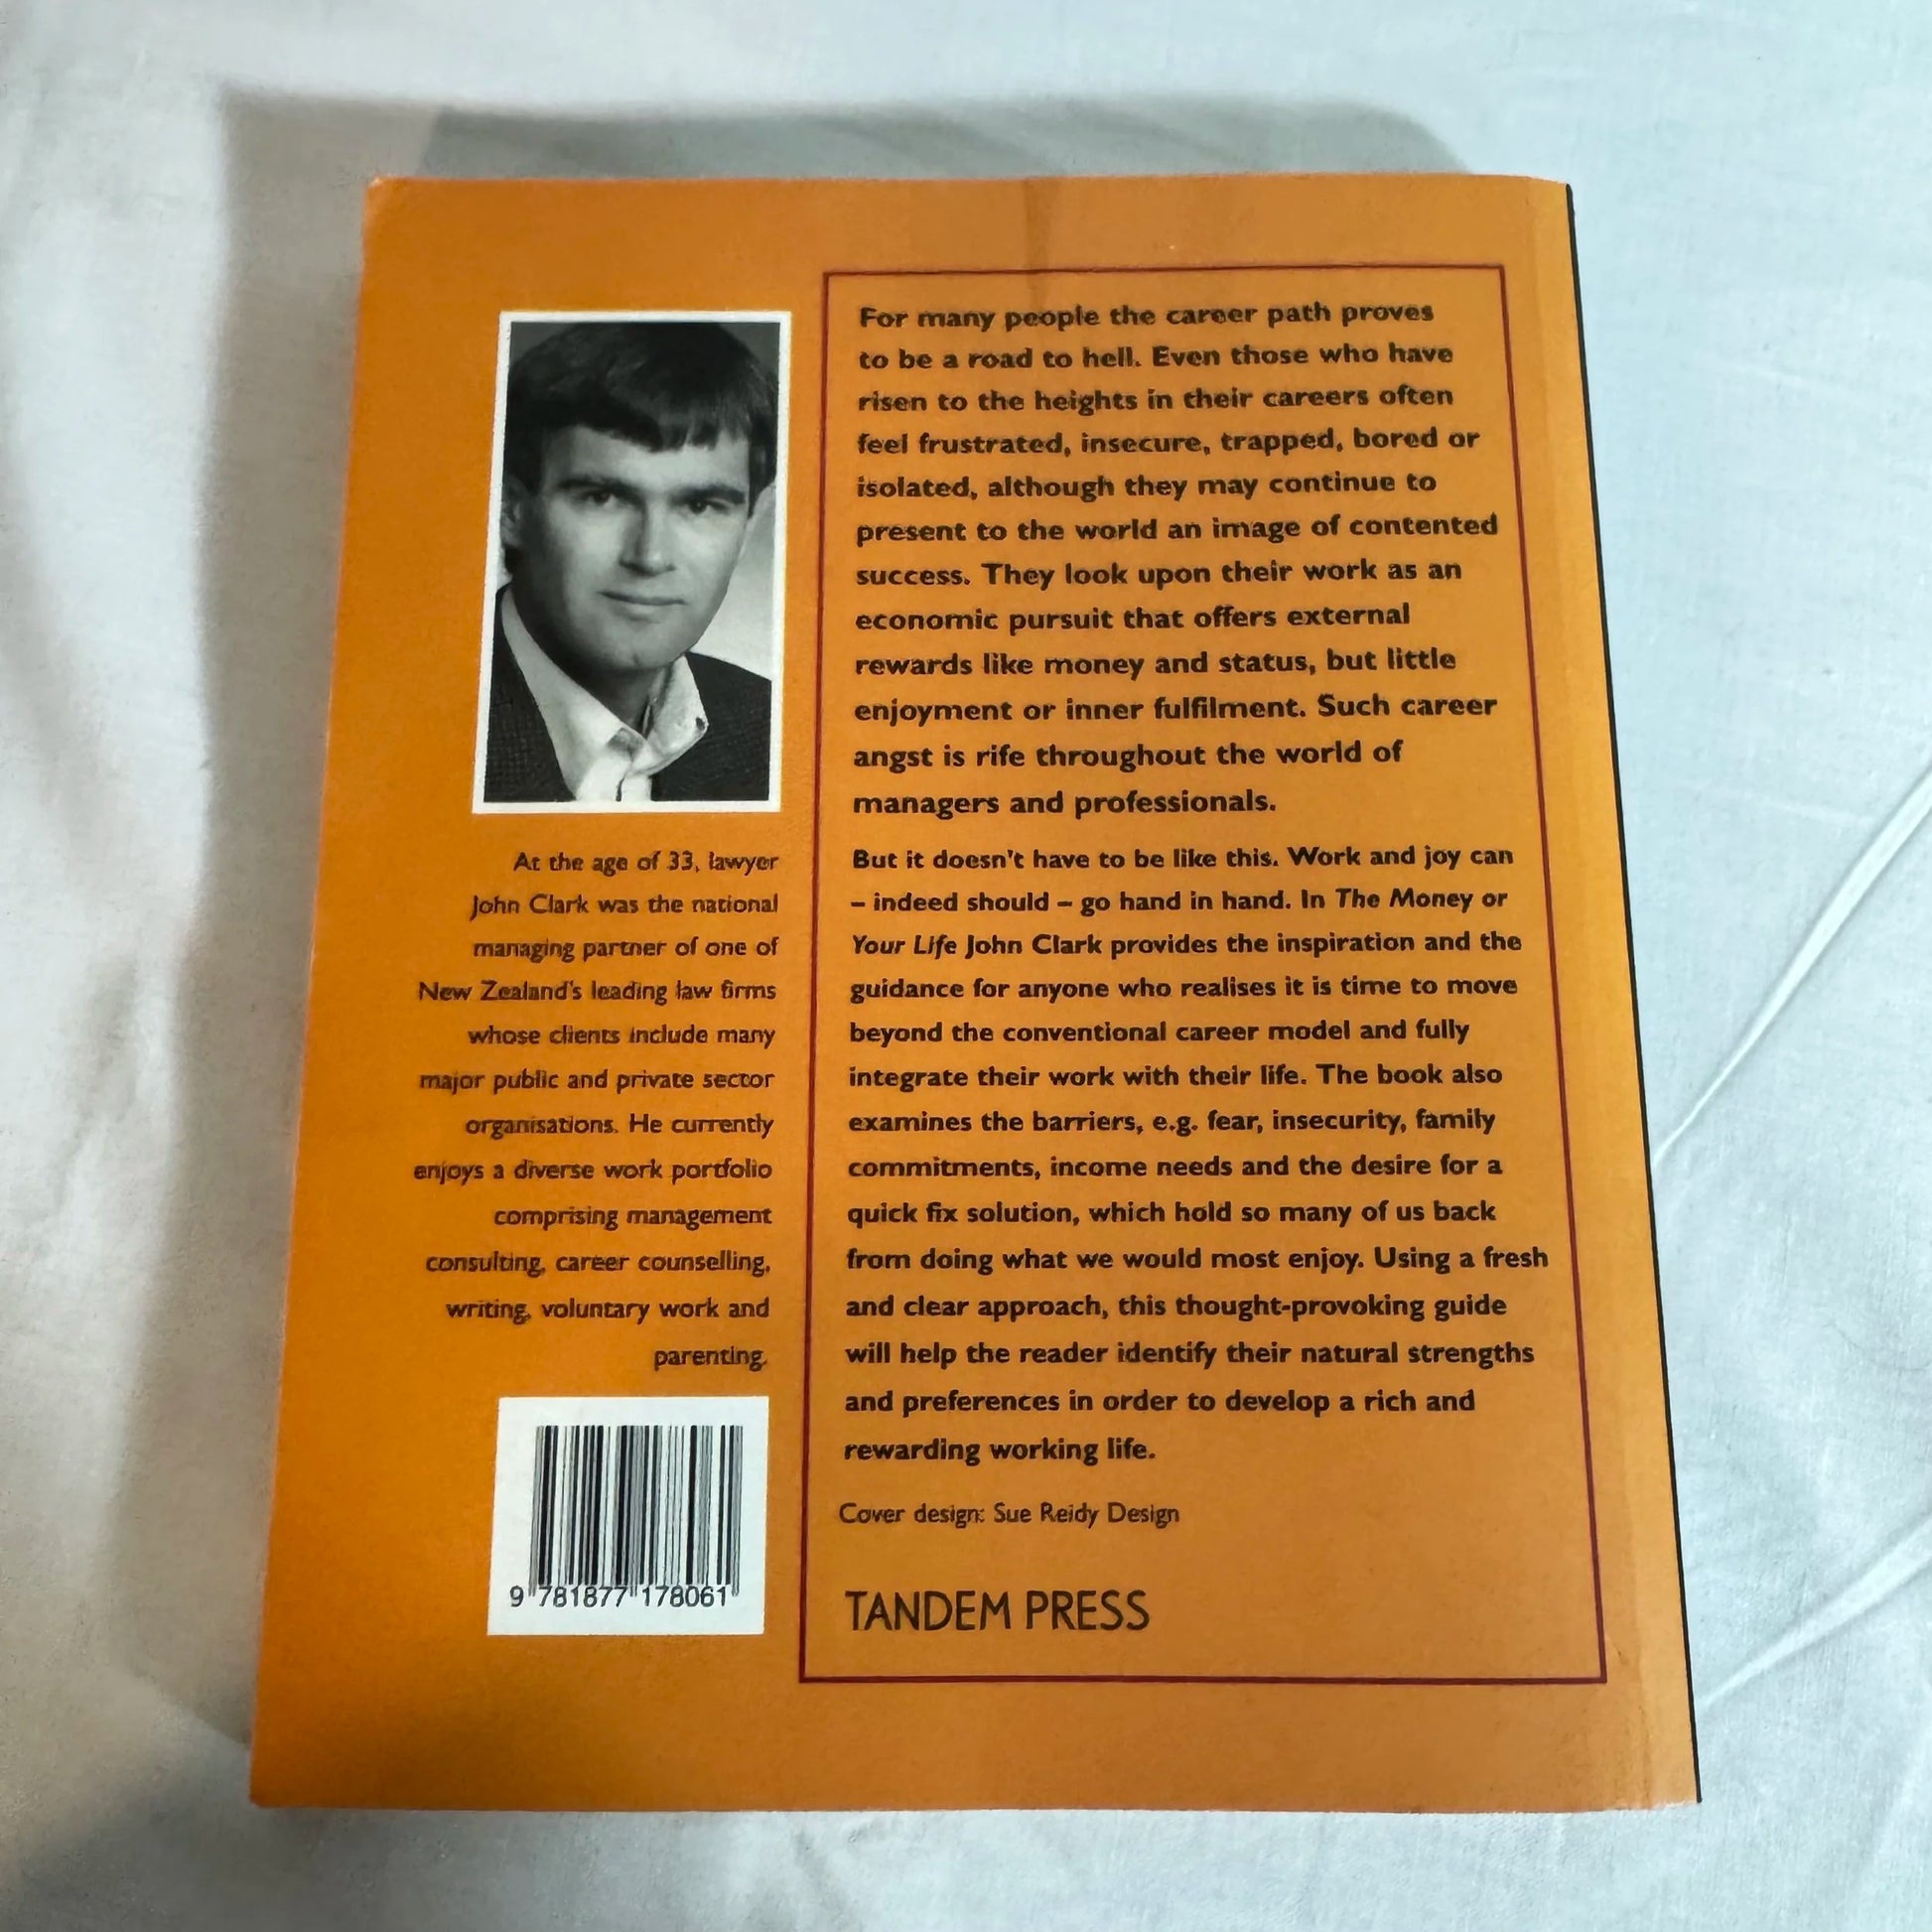 At the age of 33, lawyer
John Clark was the national
managing partner of one of
New Zealand's leading law firms
whose clients include many
major public and private sector
organisations. He currently
enjoys a diverse work portfolio
comprising management
consulting, career counselling,
writing, voluntary work and
parenting.
9 781877 178061
For many people the career path proves
to be a road to hell. Even those who have
risen to the heights in their careers often
feel frustrated, insecure, trapped, bored or
isolated, although they may continue to
present to the world an image of contented
success. They look upon their work as an
economic pursuit that offers external
rewards like money and status, but little
enjoyment or inner fulfilment. Such career
angst is rife throughout the world of
managers and professionals.
But it doesn't have to be like this. Work and joy can
– indeed should – go hand in hand. In The Money or
Your Life John Clark provides the inspiration and the
guidance for anyone who realises it is time to move
beyond the conventional career model and fully
integrate their work with their life. The book also
examines the barriers, e.g. fear, insecurity, family
commitments, income needs and the desire for a
quick fix solution, which hold so many of us back
from doing what we would most enjoy. Using a fresh
and clear approach, this thought-provoking guide
will help the reader identify their natural strengths
and preferences in order to develop a rich and
rewarding working life.
Cover design: Sue Reidy Design
TANDEM PRESS